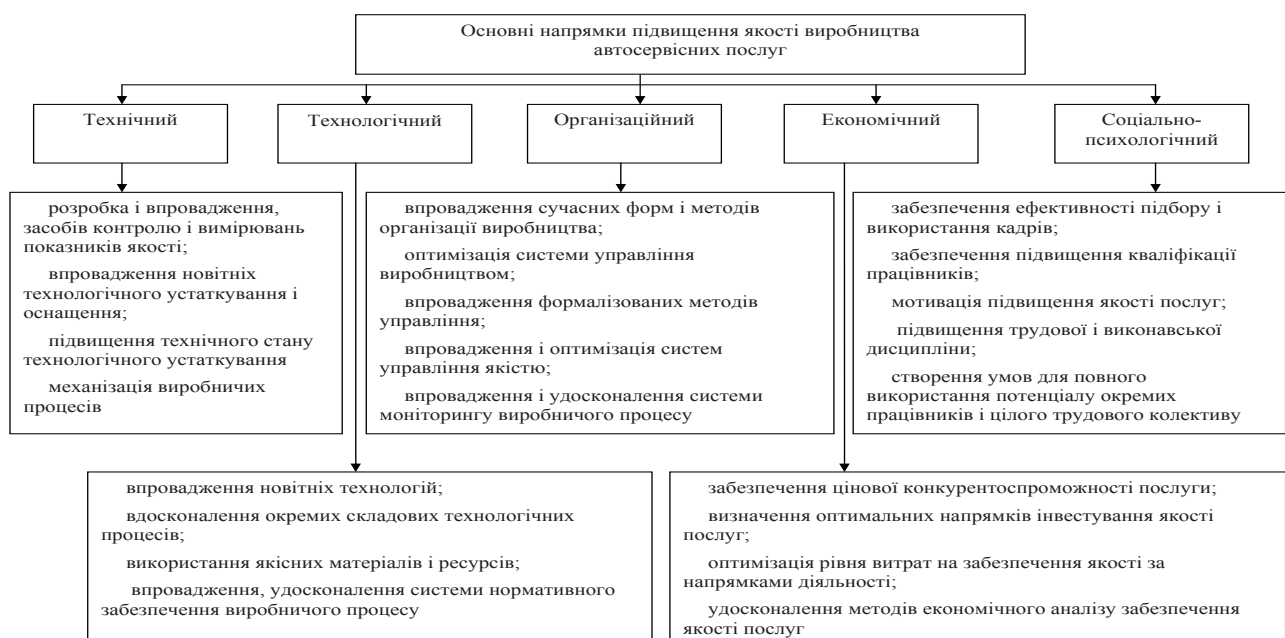 Основні напрямки підвищення якості виробництва
автосервісних послуг
Технічний
Технологічний
Організаційний
Економічний
Соціально-
психологічний
розробка і впровадження,
засобів контролю і вимірювань
показників якості;
впровадження новітніх
технологічного устаткування і
оснащення;
підвищення технічного стану
технологічного устаткування
механізація виробничих
процесів
впровадження сучасних форм і методів
організації виробництва;
оптимізація системи управління
виробництвом;
впровадження формалізованих методів
управління;
впровадження і оптимізація систем
управління якістю;
впровадження і удосконалення системи
моніторингу виробничого процесу
забезпечення ефективності підбору і
використання кадрів;
забезпечення підвищення кваліфікації
працівників;
мотивація підвищення якості послуг;
підвищення трудової і виконавської
дисципліни;
створення умов для повного
використання потенціалу окремих
працівників і цілого трудового колективу
впровадження новітніх технологій;
вдосконалення окремих складових технологічних
процесів;
використання якісних матеріалів і ресурсів;
впровадження, удосконалення системи нормативного
забезпечення виробничого процесу
забезпечення цінової конкурентоспроможності послуги;
визначення оптимальних напрямків інвестування якості
послуг;
оптимізація рівня витрат на забезпечення якості за
напрямками діяльності;
удосконалення методів економічного аналізу забезпечення
якості послуг